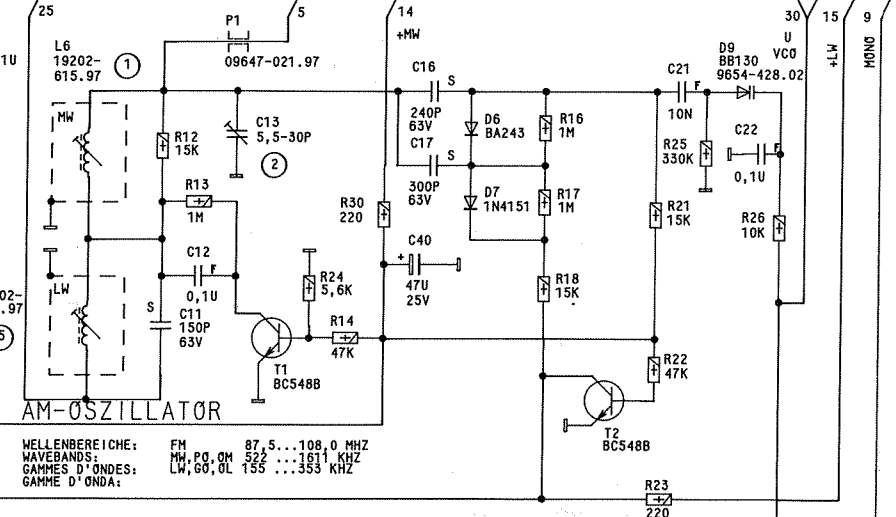 25
P1
5
14
30
15
9
+MW
U
VCO
+LW
MONO
1U
L6
19202-
615.97
1
09647-021.97
C16
S
C21
F
D9
BB130
9654-428.02
MW
R12
15K
C13
5,5-30P
2
240P
63V
D6
BA243
R16
1M
10N
R25
330K
C22
F
0,1U
C17
S
300P
63V
R13
1M
R30
220
D7
1N4151
R17
1M
R21
15K
R26
10K
C12
F
0,1U
C40
+
47U
25V
LW
R24
5,6K
R18
15K
02-
.97
5
S
C11
150P
63V
R14
47K
T1
BC548B
R22
47K
T2
BC548B
AM-OSZILLATOR
WELLENBEREICHE: FM 87,5...108,0 MHZ
WAVEBANDS: MW,PO,OM 522 ...1611 KHZ
GAMMES D'ONDES: LW,GO,OL 155 ...353 KHZ
GAMME D'ONDA:
R23
220